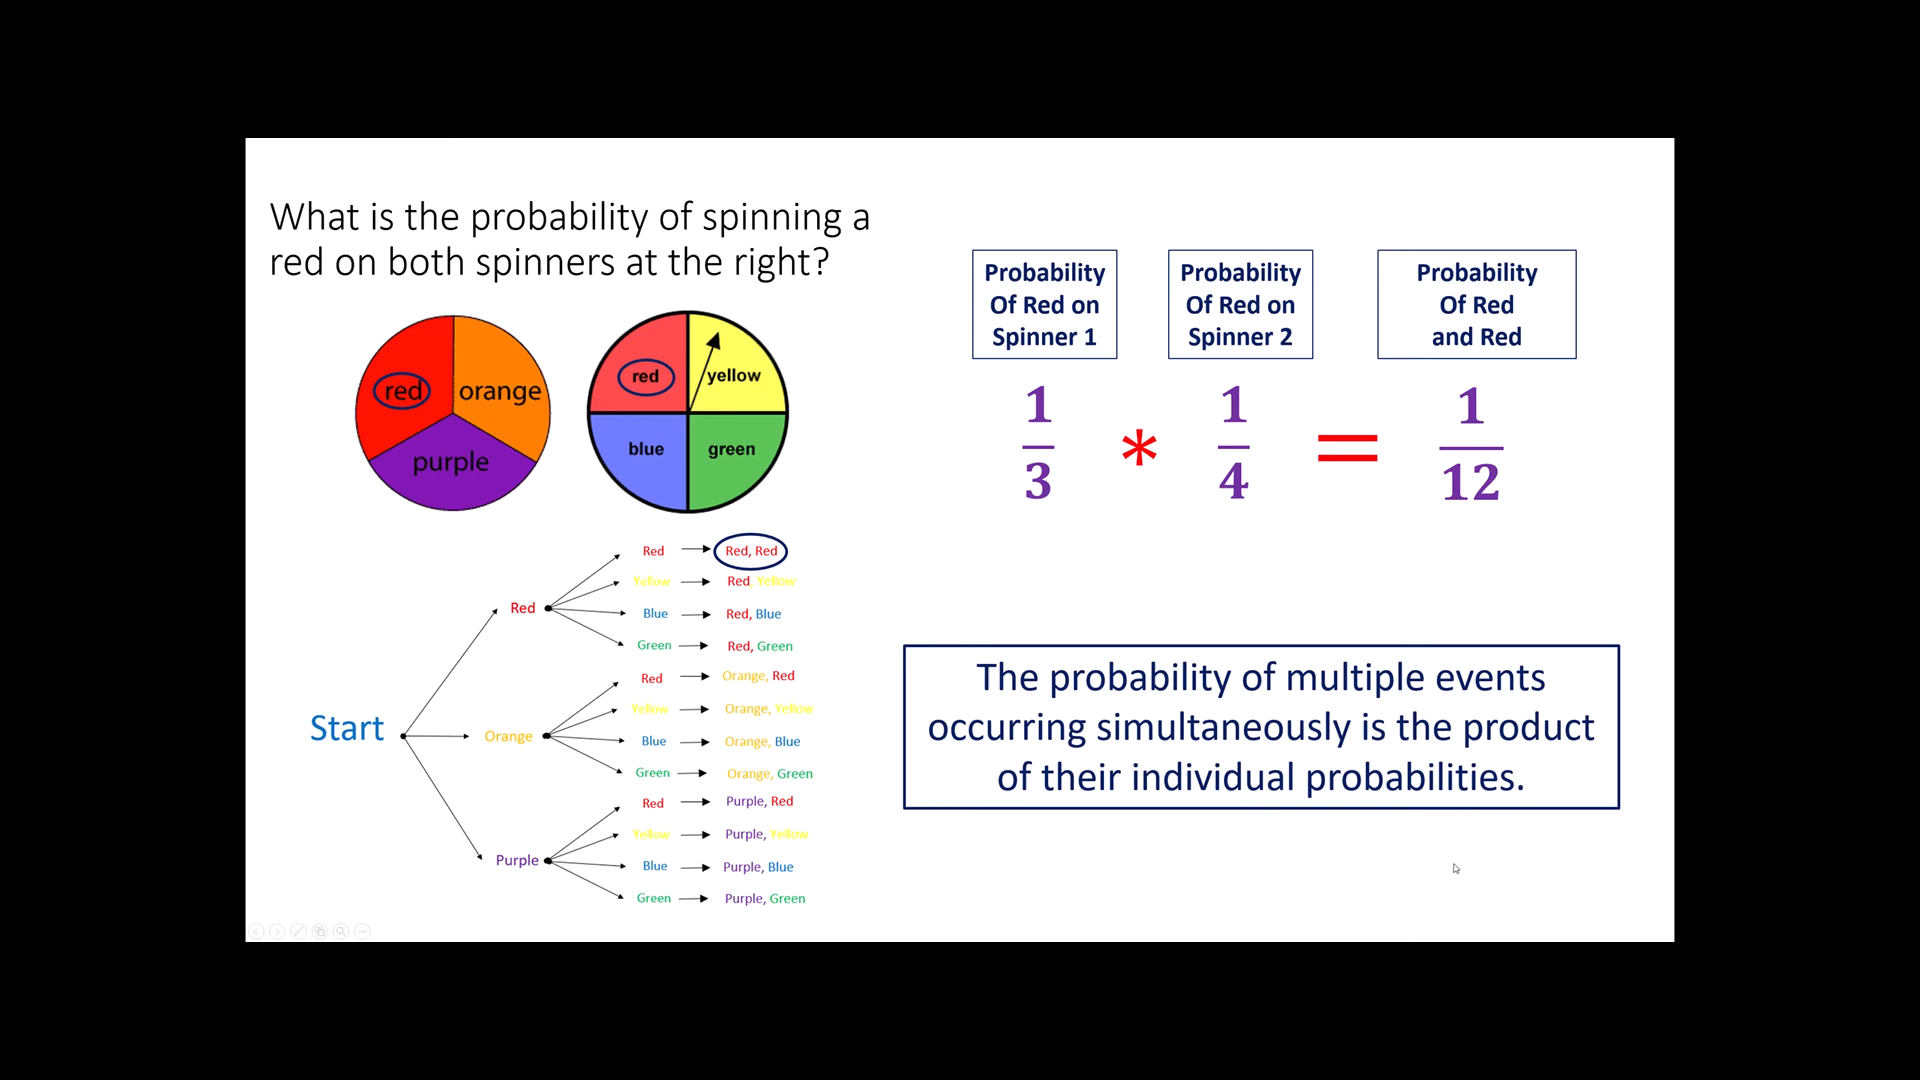 What is the probability of spinning a
red on both spinners at the right?
red
orange
purple
red
yellow
blue
green
Probability
Of Red on
Spinner 1
Probability
Of Red on
Spinner 2
Probability
Of Red
and Red
1/3 * 1/4 = 1/12
Start
Red
Red Red, Red
Yellow Red, Yellow
Blue Red, Blue
Green Red, Green
Orange
Red Orange, Red
Yellow Orange, Yellow
Blue Orange, Blue
Green Orange, Green
Purple
Red Purple, Red
Yellow Purple, Yellow
Blue Purple, Blue
Green Purple, Green
The probability of multiple events
occurring simultaneously is the product
of their individual probabilities.